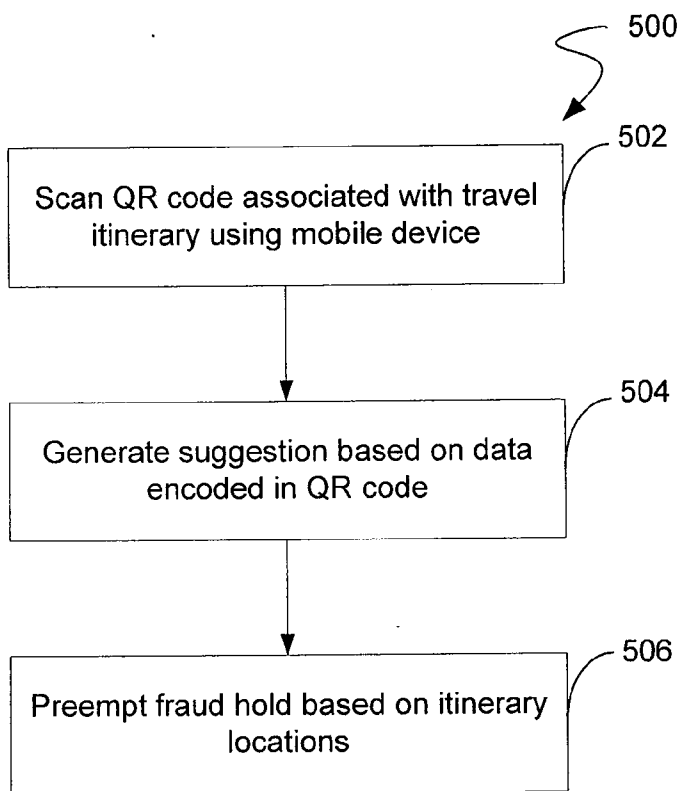 500
502
Scan QR code associated with travel
itinerary using mobile device
504
Generate suggestion based on data
encoded in QR code
506
Preempt fraud hold based on itinerary
locations